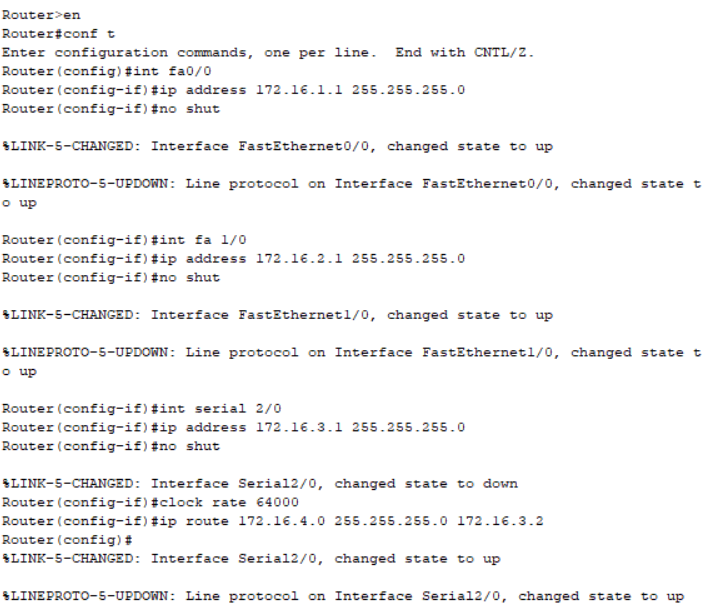 Router>en
Router#conf t
Enter configuration commands, one per line.  End with CNTL/Z.
Router(config)#int fa0/0
Router(config-if)#ip address 172.16.1.1 255.255.255.0
Router(config-if)#no shut
%LINK-5-CHANGED: Interface FastEthernet0/0, changed state to up
%LINEPROTO-5-UPDOWN: Line protocol on Interface FastEthernet0/0, changed state t
o up
Router(config-if)#int fa 1/0
Router(config-if)#ip address 172.16.2.1 255.255.255.0
Router(config-if)#no shut
%LINK-5-CHANGED: Interface FastEthernet1/0, changed state to up
%LINEPROTO-5-UPDOWN: Line protocol on Interface FastEthernet1/0, changed state t
o up
Router(config-if)#int serial 2/0
Router(config-if)#ip address 172.16.3.1 255.255.255.0
Router(config-if)#no shut
%LINK-5-CHANGED: Interface Serial2/0, changed state to down
Router(config-if)#clock rate 64000
Router(config-if)#ip route 172.16.4.0 255.255.255.0 172.16.3.2
Router(config)#
%LINK-5-CHANGED: Interface Serial2/0, changed state to up
%LINEPROTO-5-UPDOWN: Line protocol on Interface Serial2/0, changed state to up